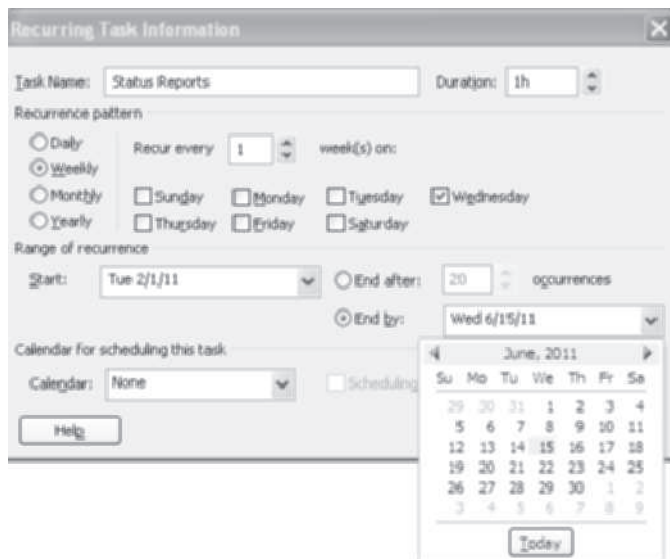 Recurring Task Information
Task Name: Status Reports Duration: 1h
Recurrence pattern
Daily
Weekly
Monthly
Yearly
Recur every 1 week(s) on:
Sunday Monday Tuesday Wednesday
Thursday Friday Saturday
Range of recurrence
Start: Tue 2/1/11 End after: 20 occurrences
End by: Wed 6/15/11
Calendar for scheduling this task
Calendar: None Scheduling
Help
June, 2011
Su Mo Tu We Th Fr Sa
29 30 31 1 2 3 4
5 6 7 8 9 10 11
12 13 14 15 16 17 18
19 20 21 22 23 24 25
26 27 28 29 30 1 2
3 4 5 6 7 8 9
Today